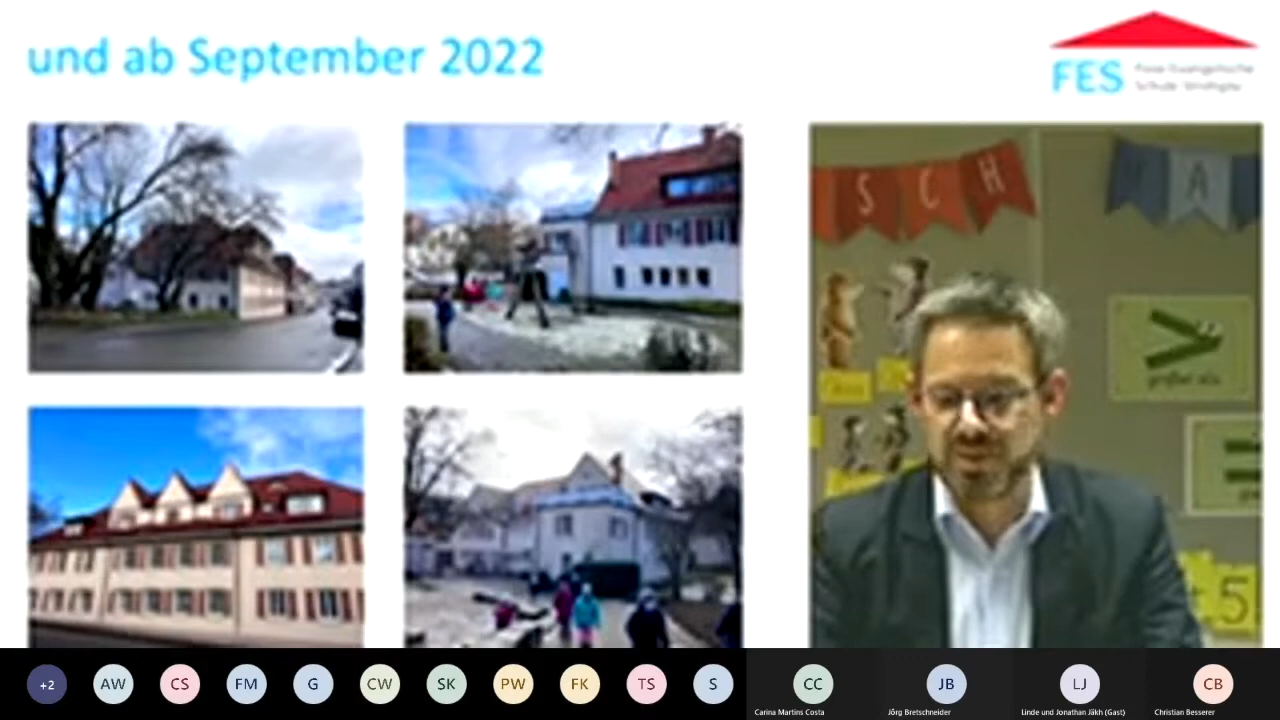 und ab September 2022
FES
S C H
A
größer als
5
+2
AW
CS
FM
G
CW
SK
PW
FK
TS
S
CC
JB
LJ
CB
Carina Martins Costa
Jörg Bretschneider
Linde und Jonathan Jäkh (Gast)
Christian Besserer